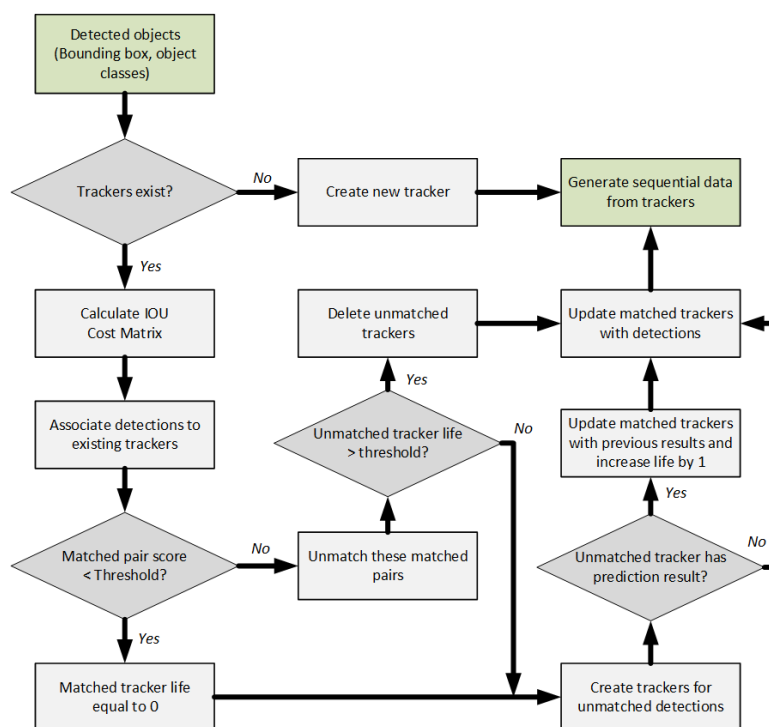 Detected objects
(Bounding box, object
classes)
Trackers exist?
No
Create new tracker
Generate sequential data
from trackers
Yes
Calculate IOU
Cost Matrix
Delete unmatched
trackers
Update matched trackers
with detections
Yes
Associate detections to
existing trackers
Unmatched tracker life
> threshold?
No
Update matched trackers
with previous results and
increase life by 1
Yes
Matched pair score
< Threshold?
No
Unmatch these matched
pairs
Unmatched tracker has
prediction result?
No
Yes
Matched tracker life
equal to 0
Create trackers for
unmatched detections